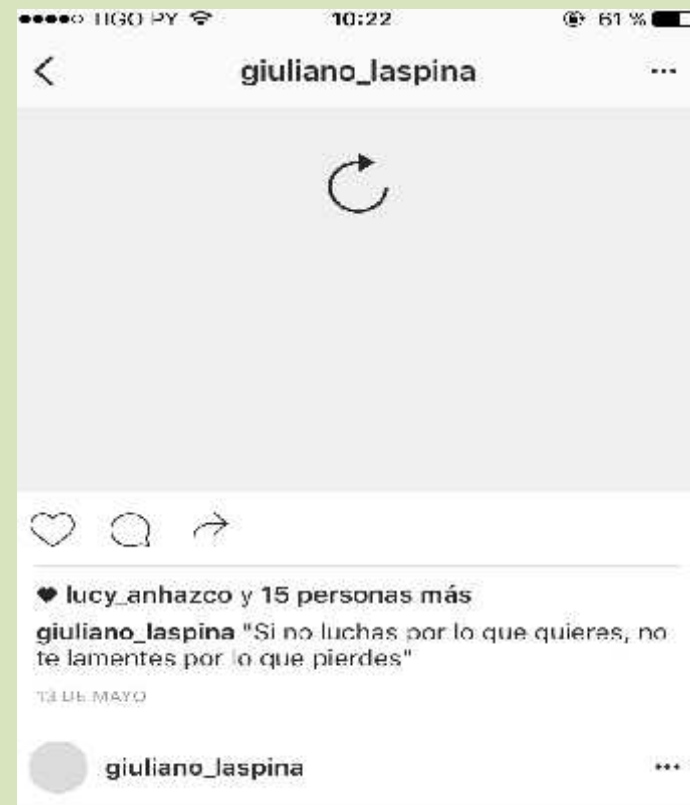 TIGO PY 10:22 61 %
giuliano_laspina
lucy_anhazco y 15 personas más
giuliano_laspina "Si no luchas por lo que quieres, no
te lamentes por lo que pierdes"
13 DE MAYO
giuliano_laspina